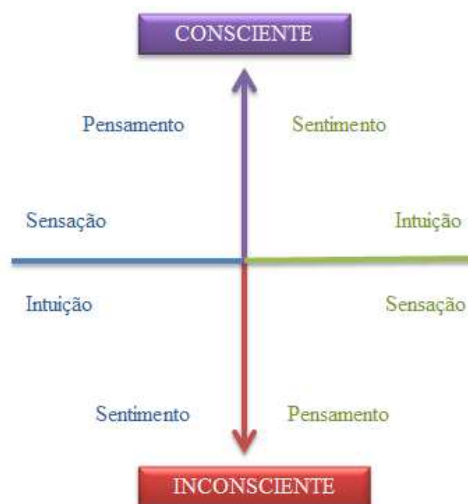 CONSCIENTE
Pensamento Sentimento
Sensação Intuição
Intuição Sensação
Sentimento Pensamento
INCONSCIENTE